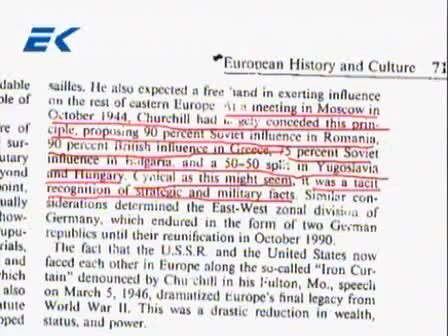 EK
European History and Culture 71
sailles. He also expected a free hand in exerting influence
on the rest of eastern Europe. At a meeting in Moscow in
October 1944, Churchill had largely conceded this prin-
ciple, proposing 90 percent Soviet influence in Romania,
90 percent British influence in Greece, 75 percent Soviet
influence in Bulgaria, and a 50–50 split in Yugoslavia
and Hungary. Cynical as this might seem, it was a tacit
recognition of strategic and military facts. Similar con-
siderations determined the East-West zonal division of
Germany, which endured in the form of two German
republics until their reunification in October 1990.
The fact that the U.S.S.R. and the United States now
faced each other in Europe along the so-called "Iron Cur-
tain" denounced by Churchill in his Fulton, Mo., speech
on March 5, 1946, dramatized Europe's final legacy from
World War II. This was a drastic reduction in wealth,
status, and power.